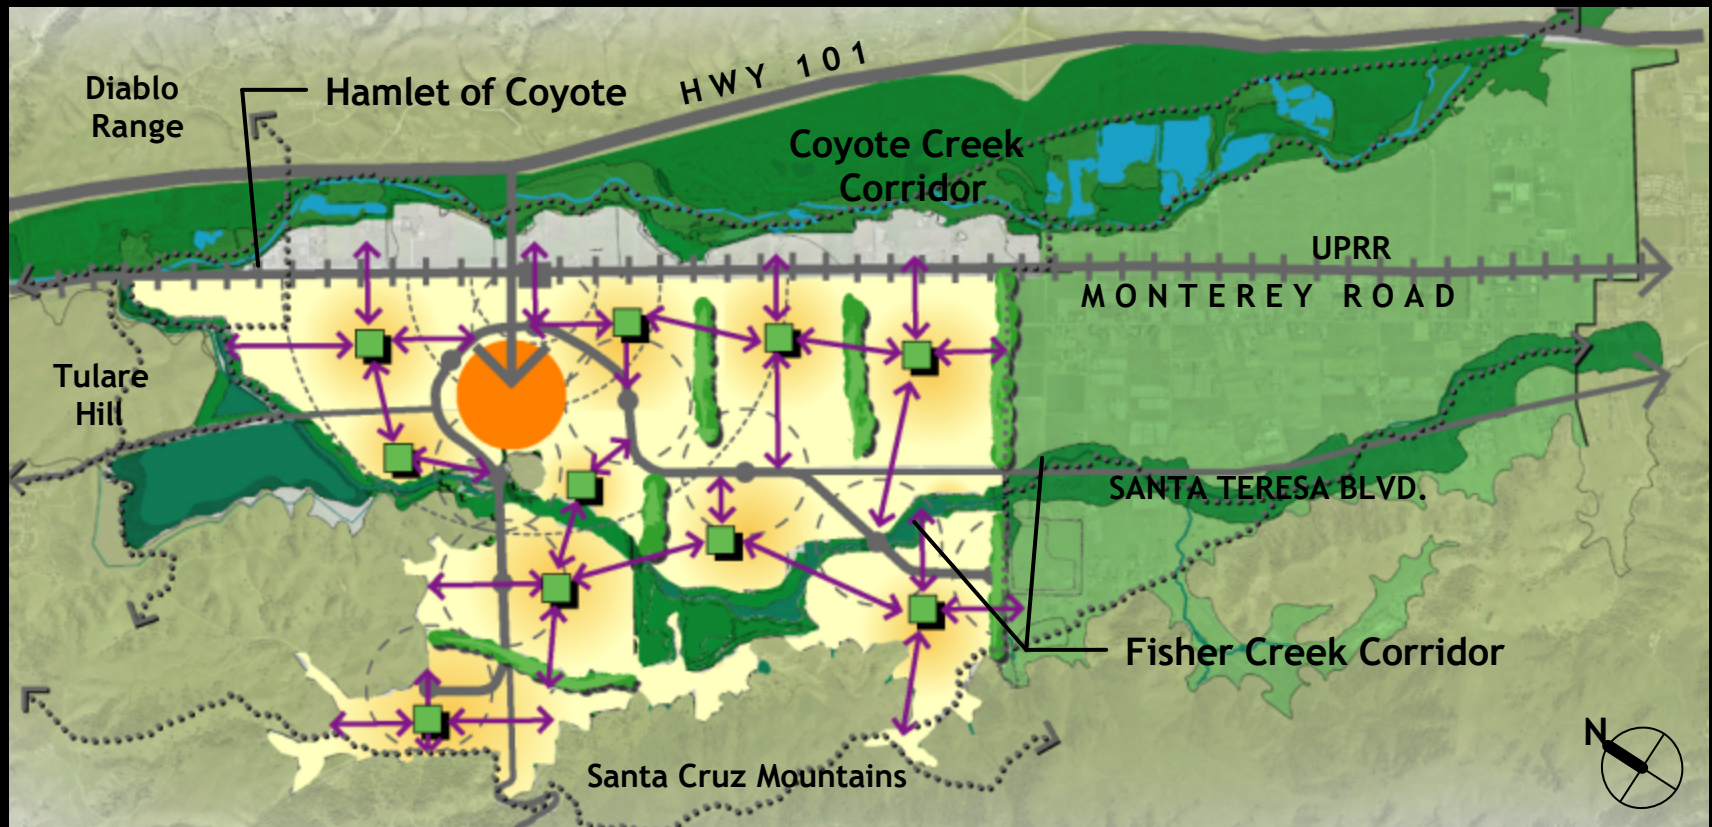 HWY 101
Diablo
Range
Hamlet of Coyote
Coyote Creek
Corridor
UPRR
MONTEREY ROAD
Tulare
Hill
SANTA TERESA BLVD.
Fisher Creek Corridor
Santa Cruz Mountains
N